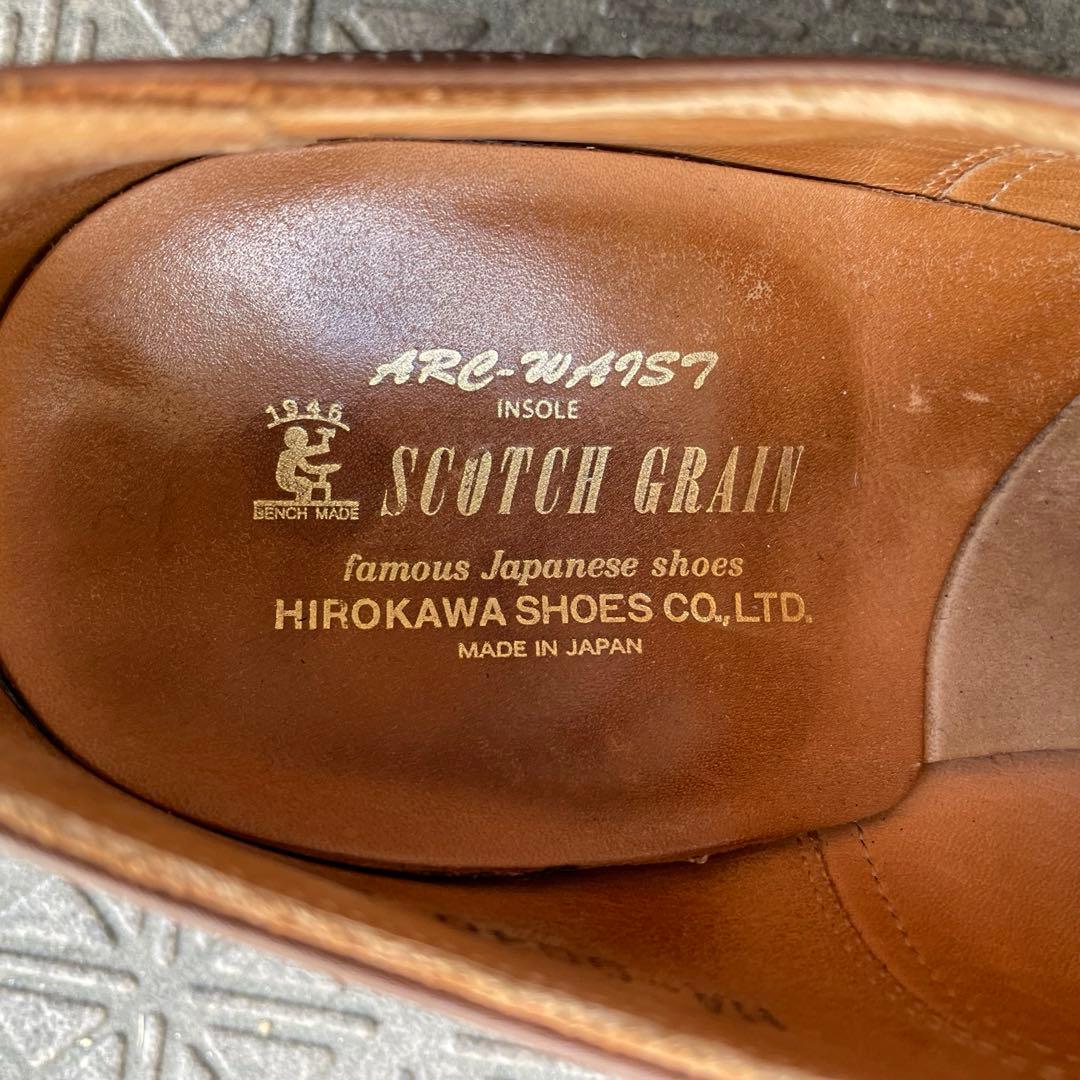 ARC-WAIST
INSOLE
1946
BENCH MADE
SCOTCH GRAIN
famous Japanese shoes
HIROKAWA SHOES CO.,LTD.
MADE IN JAPAN